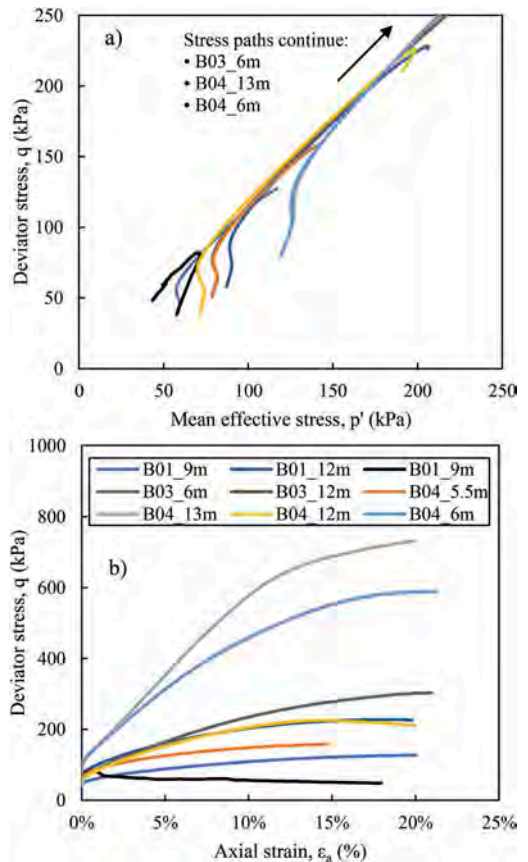 a)
Stress paths continue:
• B03_6m
• B04_13m
• B04_6m
Deviator stress, q (kPa)
250
200
150
100
50
0
0 50 100 150 200 250
Mean effective stress, p' (kPa)
b)
Deviator stress, q (kPa)
1000
800
600
400
200
0
B01_9m B01_12m B01_9m
B03_6m B03_12m B04_5.5m
B04_13m B04_12m B04_6m
0% 5% 10% 15% 20% 25%
Axial strain, εa (%)